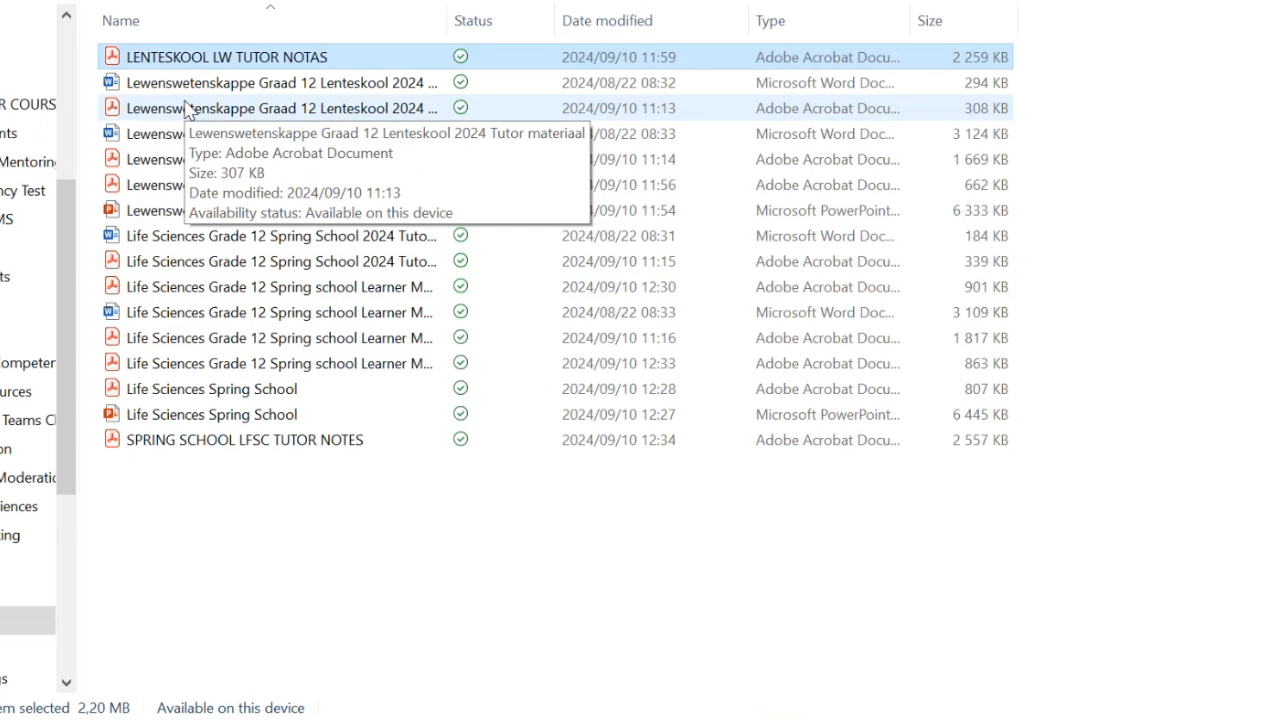 Name Status Date modified Type Size
LENTESKOOL LW TUTOR NOTAS 2024/09/10 11:59 Adobe Acrobat Docu... 2 259 KB
Lewenswetenskappe Graad 12 Lenteskool 2024 ... 2024/08/22 08:32 Microsoft Word Doc... 294 KB
R COURS
Lewenswetenskappe Graad 12 Lenteskool 2024 ... 2024/09/10 11:13 Adobe Acrobat Docu... 308 KB
nts
Lewensw /08/22 08:33 Microsoft Word Doc... 3 124 KB
Lewenswetenskappe Graad 12 Lenteskool 2024 Tutor materiaal
Type: Adobe Acrobat Document
Size: 307 KB
Date modified: 2024/09/10 11:13
Availability status: Available on this device
Mentorin
Lewensw /09/10 11:14 Adobe Acrobat Docu... 1 669 KB
ncy Test
Lewensw /09/10 11:56 Adobe Acrobat Docu... 662 KB
MS
Lewensw /09/10 11:54 Microsoft PowerPoint... 6 333 KB
Life Sciences Grade 12 Spring School 2024 Tuto... 2024/08/22 08:31 Microsoft Word Doc... 184 KB
ts
Life Sciences Grade 12 Spring School 2024 Tuto... 2024/09/10 11:15 Adobe Acrobat Docu... 339 KB
Life Sciences Grade 12 Spring school Learner M... 2024/09/10 12:30 Adobe Acrobat Docu... 901 KB
Life Sciences Grade 12 Spring school Learner M... 2024/08/22 08:33 Microsoft Word Doc... 3 109 KB
Life Sciences Grade 12 Spring school Learner M... 2024/09/10 11:16 Adobe Acrobat Docu... 1 817 KB
ompeten
Life Sciences Grade 12 Spring school Learner M... 2024/09/10 12:33 Adobe Acrobat Docu... 863 KB
urces
Life Sciences Spring School 2024/09/10 12:28 Adobe Acrobat Docu... 807 KB
Teams Cl
Life Sciences Spring School 2024/09/10 12:27 Microsoft PowerPoint... 6 445 KB
on
SPRING SCHOOL LFSC TUTOR NOTES 2024/09/10 12:34 Adobe Acrobat Docu... 2 557 KB
Moderatio
iences
ing
gs
em selected 2,20 MB Available on this device